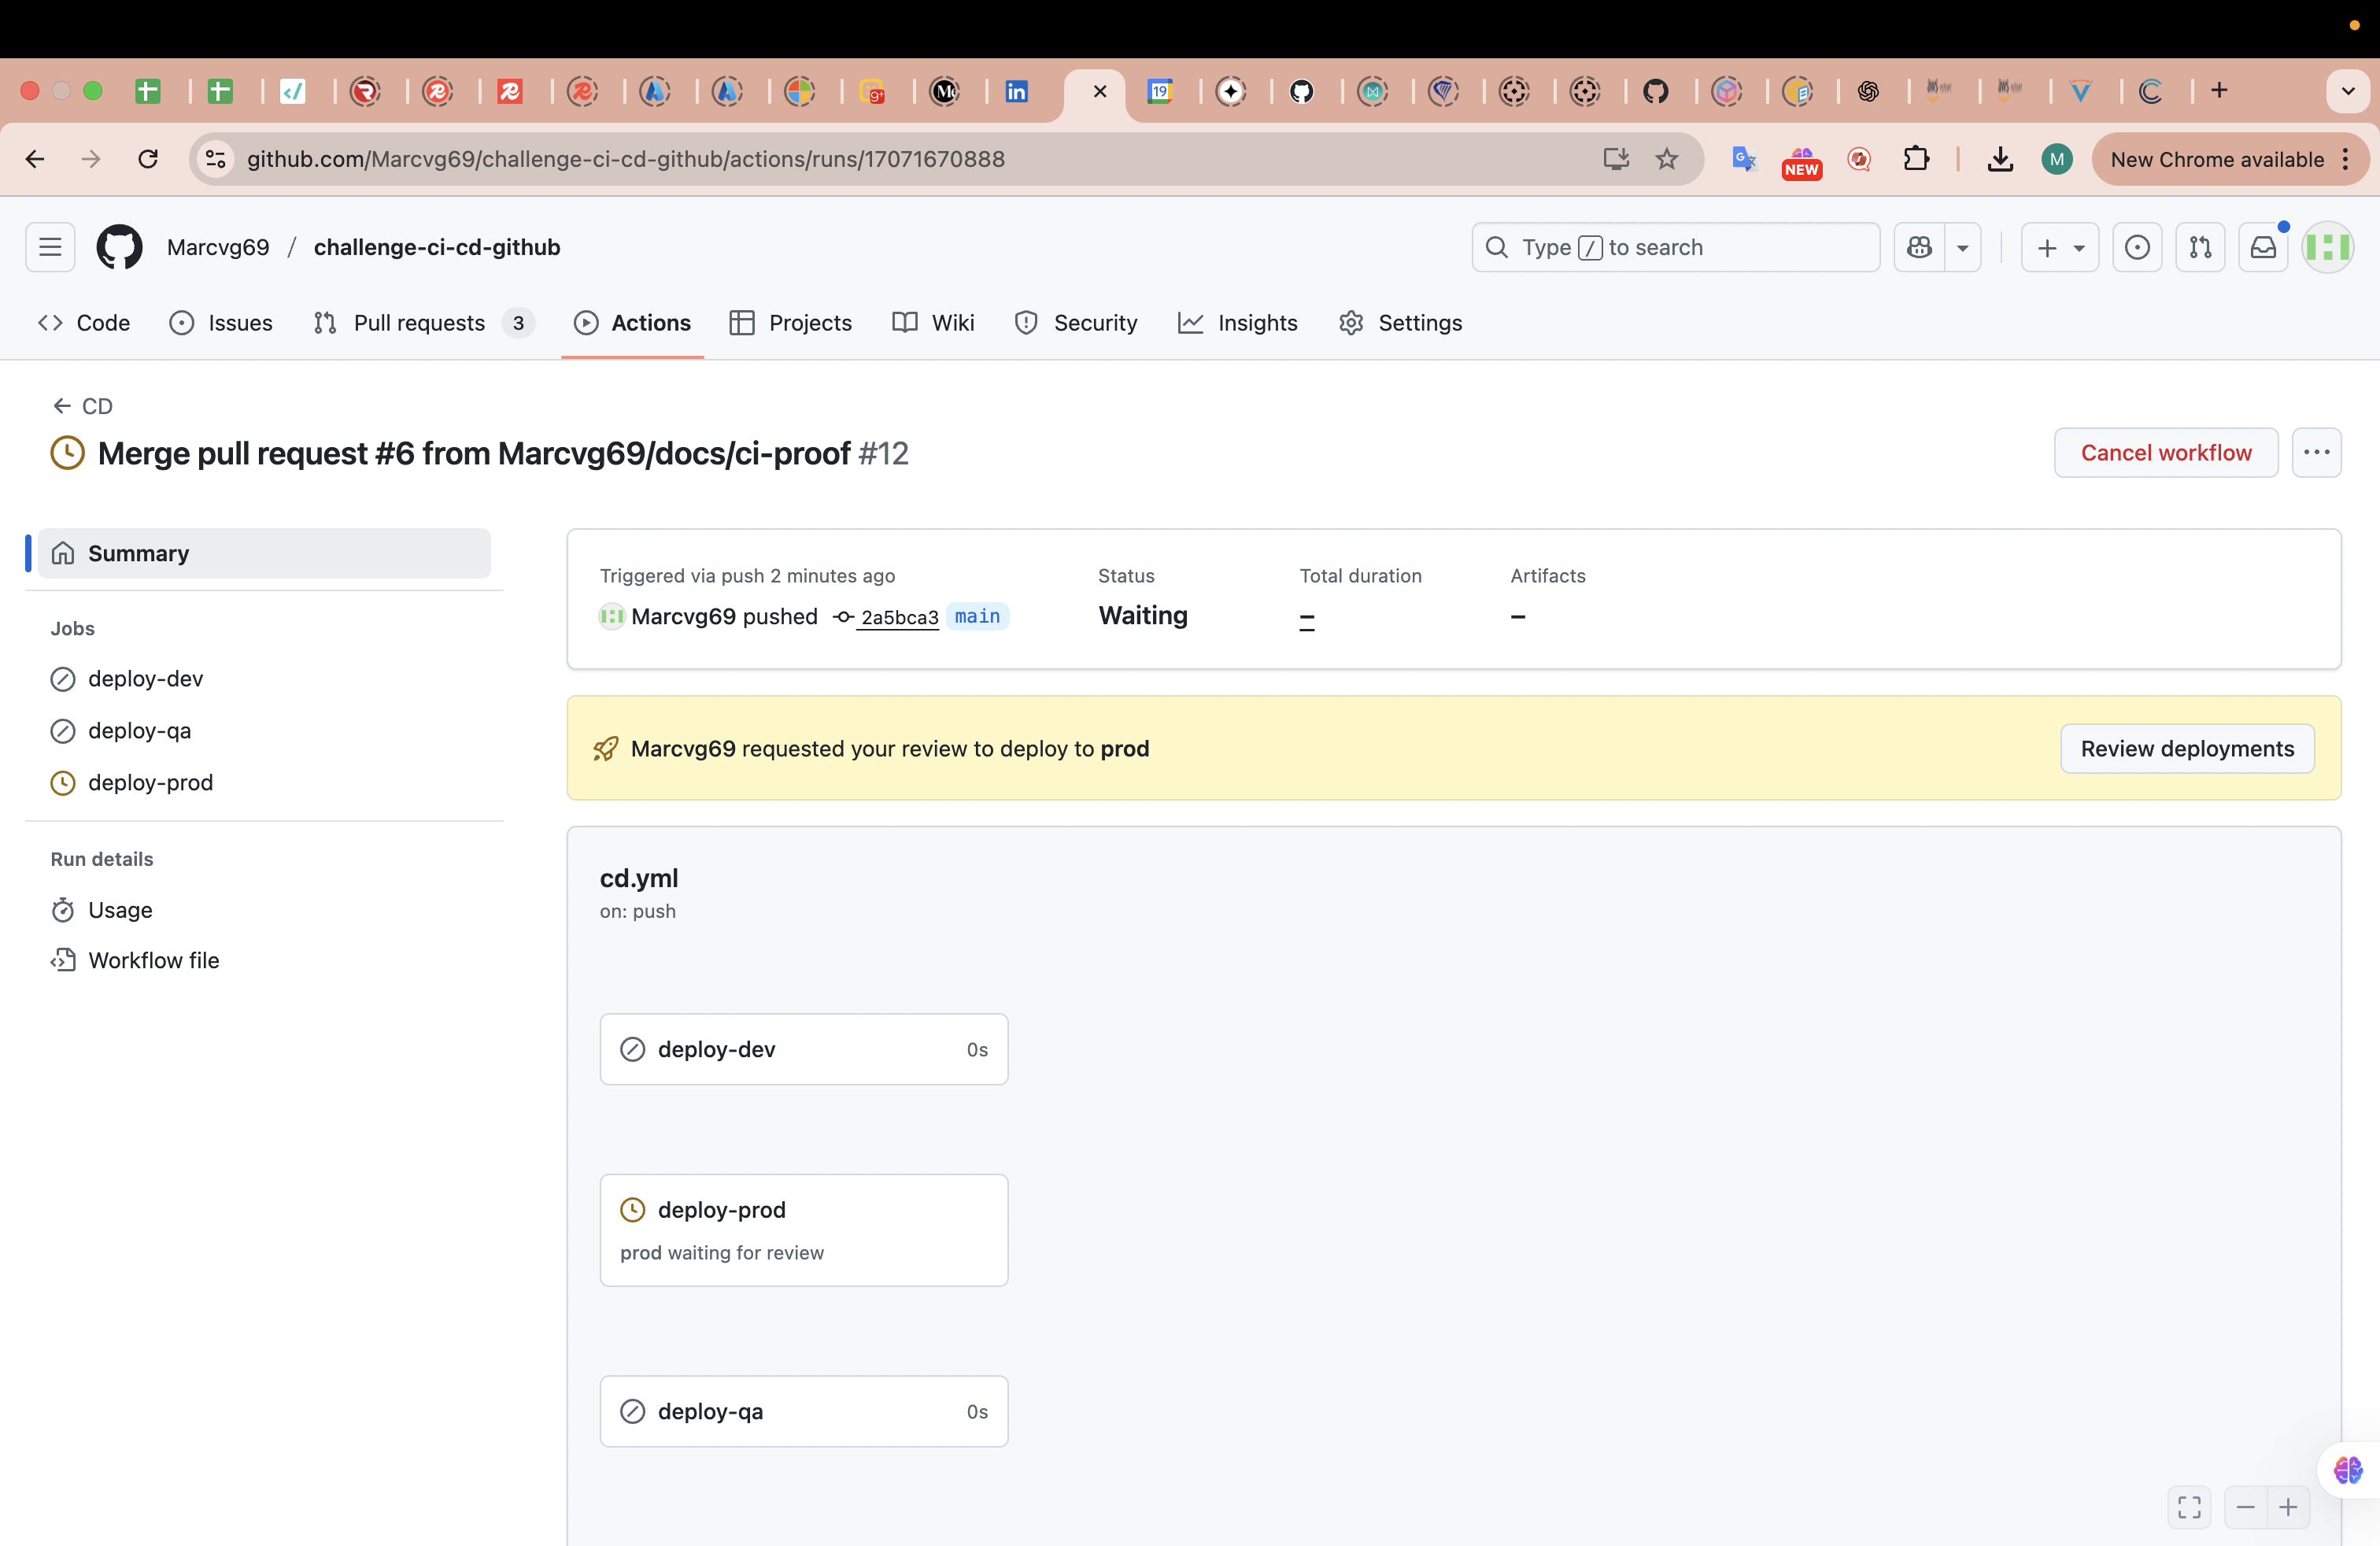 github.com/Marcvg69/challenge-ci-cd-github/actions/runs/17071670888
NEW
M
New Chrome available
Marcvg69 / challenge-ci-cd-github
Type / to search
Code
Issues
Pull requests 3
Actions
Projects
Wiki
Security
Insights
Settings
← CD
Merge pull request #6 from Marcvg69/docs/ci-proof #12
Cancel workflow
Summary
Jobs
deploy-dev
deploy-qa
deploy-prod
Run details
Usage
Workflow file
Triggered via push 2 minutes ago
Marcvg69 pushed 2a5bca3 main
Status
Waiting
Total duration
–
Artifacts
–
Marcvg69 requested your review to deploy to prod
Review deployments
cd.yml
on: push
deploy-dev 0s
deploy-prod
prod waiting for review
deploy-qa 0s